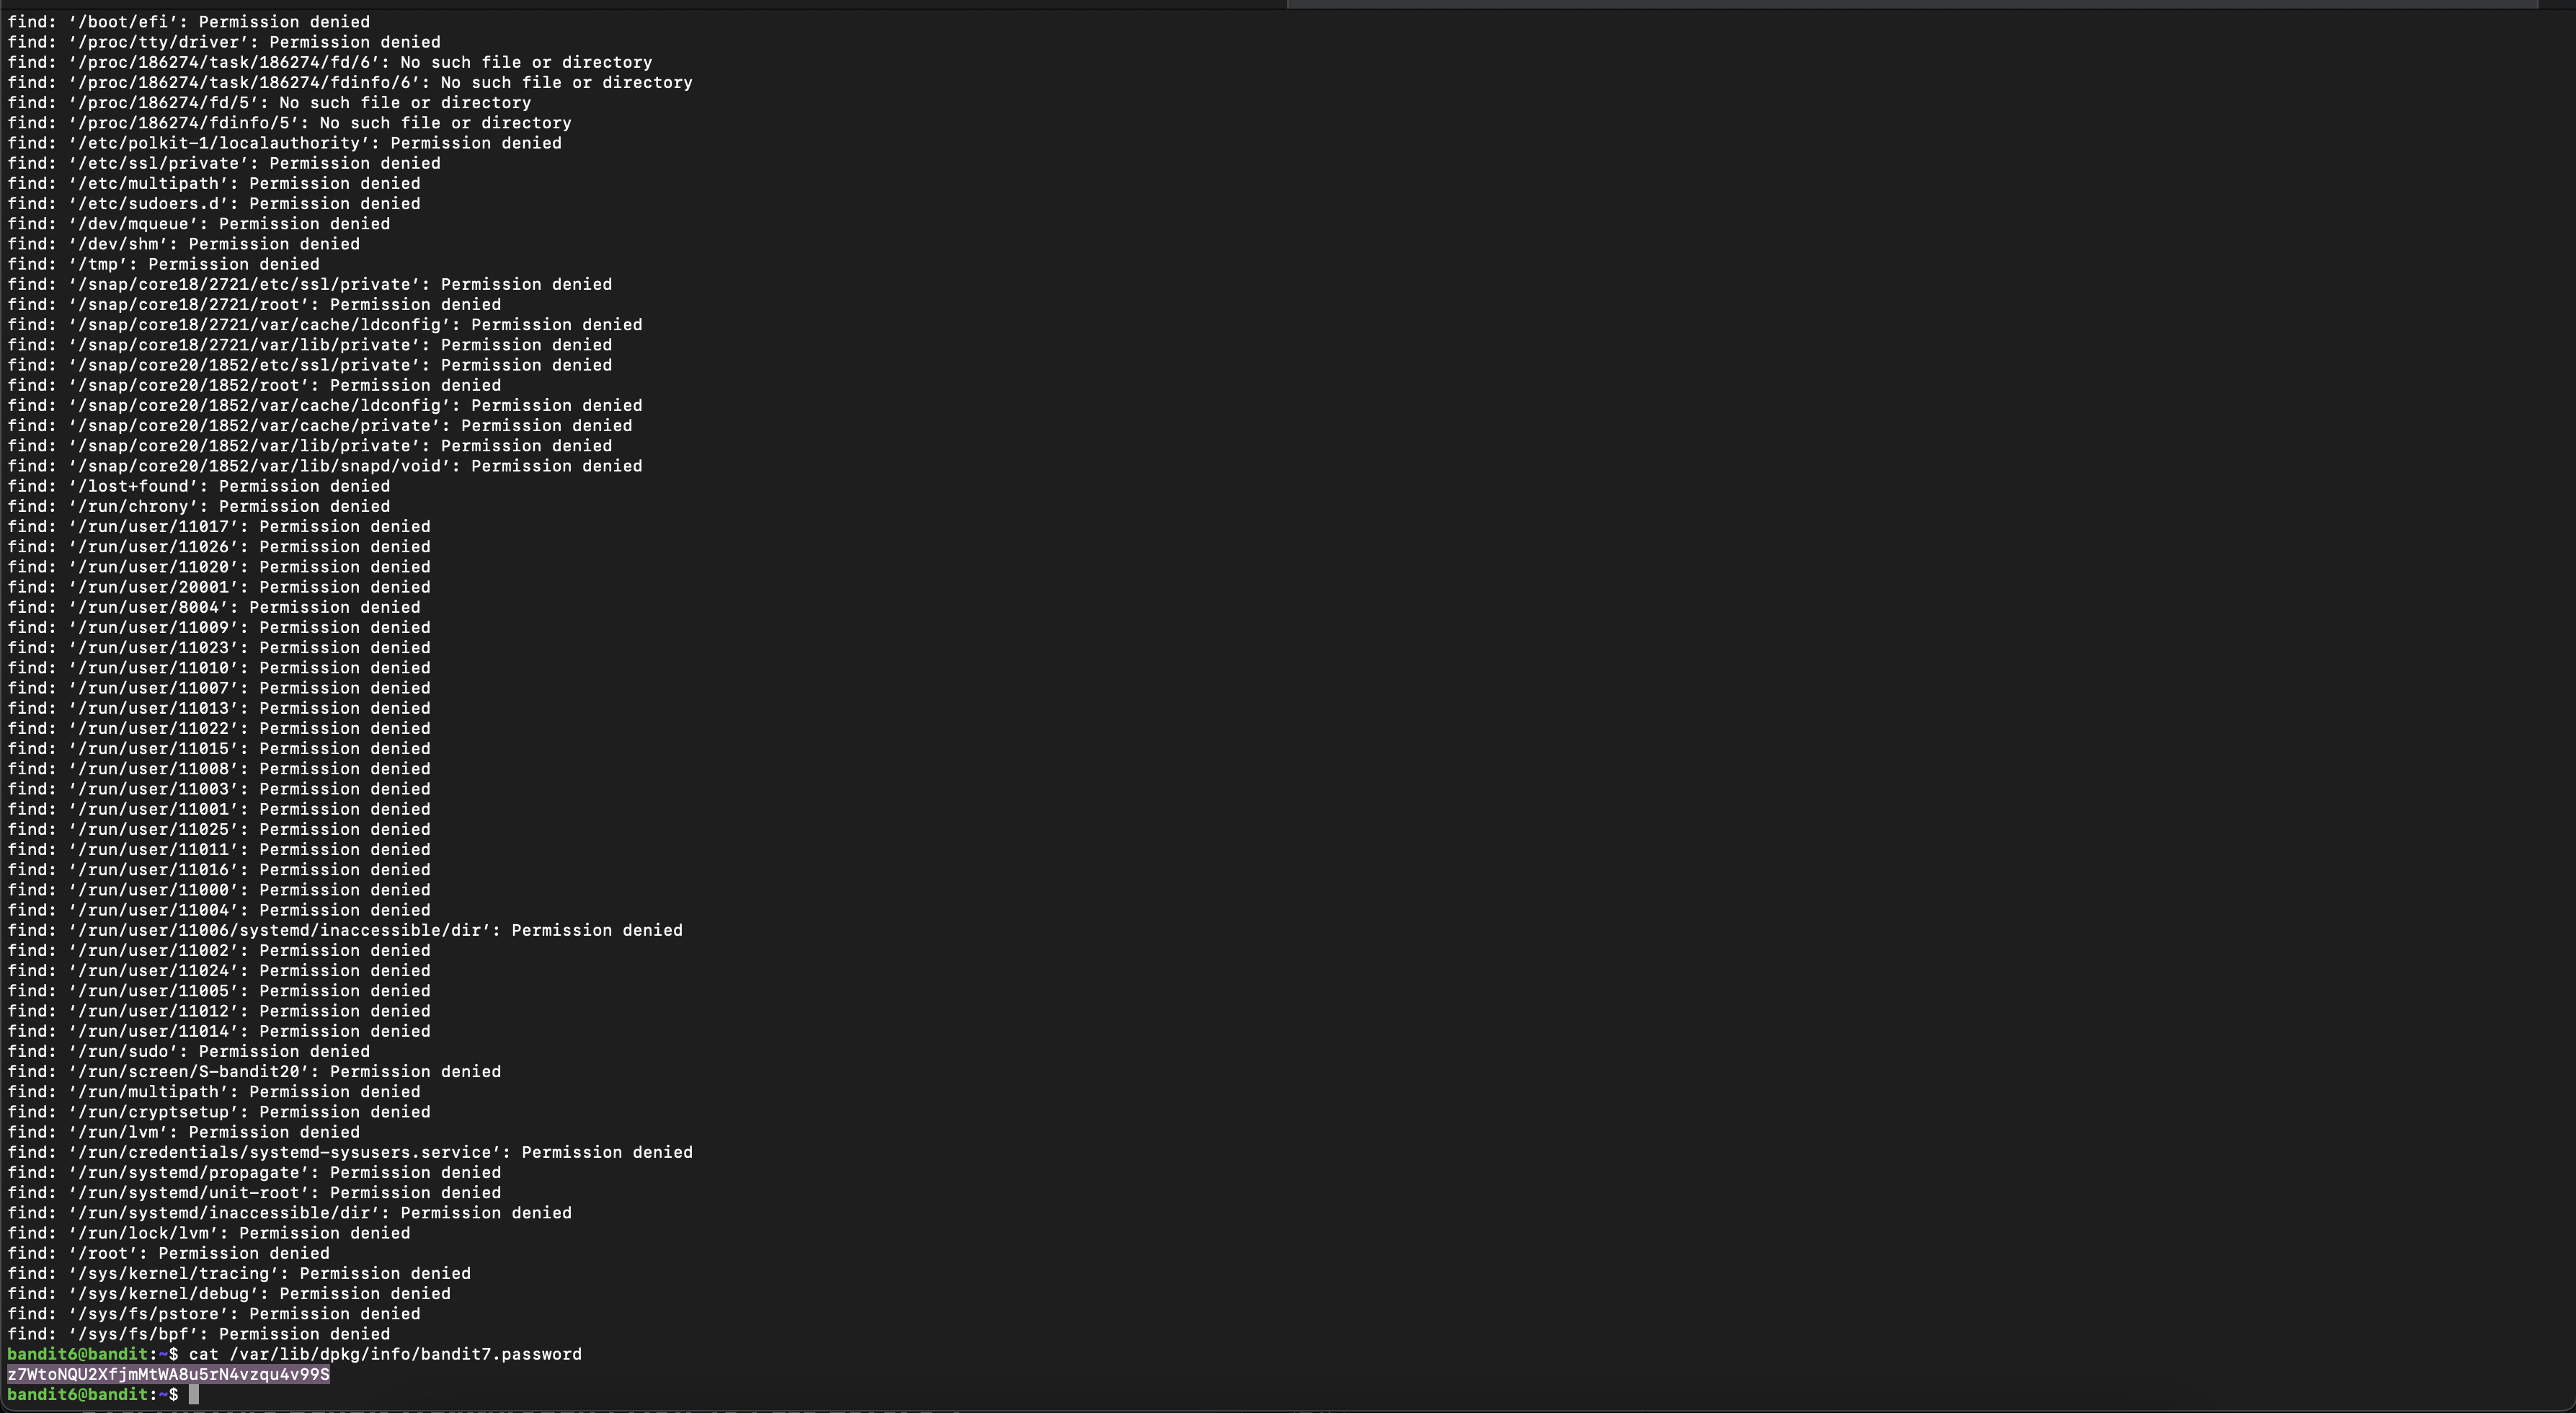 find: ‘/boot/efi’: Permission denied
find: ‘/proc/tty/driver’: Permission denied
find: ‘/proc/186274/task/186274/fd/6’: No such file or directory
find: ‘/proc/186274/task/186274/fdinfo/6’: No such file or directory
find: ‘/proc/186274/fd/5’: No such file or directory
find: ‘/proc/186274/fdinfo/5’: No such file or directory
find: ‘/etc/polkit-1/localauthority’: Permission denied
find: ‘/etc/ssl/private’: Permission denied
find: ‘/etc/multipath’: Permission denied
find: ‘/etc/sudoers.d’: Permission denied
find: ‘/dev/mqueue’: Permission denied
find: ‘/dev/shm’: Permission denied
find: ‘/tmp’: Permission denied
find: ‘/snap/core18/2721/etc/ssl/private’: Permission denied
find: ‘/snap/core18/2721/root’: Permission denied
find: ‘/snap/core18/2721/var/cache/ldconfig’: Permission denied
find: ‘/snap/core18/2721/var/lib/private’: Permission denied
find: ‘/snap/core20/1852/etc/ssl/private’: Permission denied
find: ‘/snap/core20/1852/root’: Permission denied
find: ‘/snap/core20/1852/var/cache/ldconfig’: Permission denied
find: ‘/snap/core20/1852/var/cache/private’: Permission denied
find: ‘/snap/core20/1852/var/lib/private’: Permission denied
find: ‘/snap/core20/1852/var/lib/snapd/void’: Permission denied
find: ‘/lost+found’: Permission denied
find: ‘/run/chrony’: Permission denied
find: ‘/run/user/11017’: Permission denied
find: ‘/run/user/11026’: Permission denied
find: ‘/run/user/11020’: Permission denied
find: ‘/run/user/20001’: Permission denied
find: ‘/run/user/8004’: Permission denied
find: ‘/run/user/11009’: Permission denied
find: ‘/run/user/11023’: Permission denied
find: ‘/run/user/11010’: Permission denied
find: ‘/run/user/11007’: Permission denied
find: ‘/run/user/11013’: Permission denied
find: ‘/run/user/11022’: Permission denied
find: ‘/run/user/11015’: Permission denied
find: ‘/run/user/11008’: Permission denied
find: ‘/run/user/11003’: Permission denied
find: ‘/run/user/11001’: Permission denied
find: ‘/run/user/11025’: Permission denied
find: ‘/run/user/11011’: Permission denied
find: ‘/run/user/11016’: Permission denied
find: ‘/run/user/11000’: Permission denied
find: ‘/run/user/11004’: Permission denied
find: ‘/run/user/11006/systemd/inaccessible/dir’: Permission denied
find: ‘/run/user/11002’: Permission denied
find: ‘/run/user/11024’: Permission denied
find: ‘/run/user/11005’: Permission denied
find: ‘/run/user/11012’: Permission denied
find: ‘/run/user/11014’: Permission denied
find: ‘/run/sudo’: Permission denied
find: ‘/run/screen/S-bandit20’: Permission denied
find: ‘/run/multipath’: Permission denied
find: ‘/run/cryptsetup’: Permission denied
find: ‘/run/lvm’: Permission denied
find: ‘/run/credentials/systemd-sysusers.service’: Permission denied
find: ‘/run/systemd/propagate’: Permission denied
find: ‘/run/systemd/unit-root’: Permission denied
find: ‘/run/systemd/inaccessible/dir’: Permission denied
find: ‘/run/lock/lvm’: Permission denied
find: ‘/root’: Permission denied
find: ‘/sys/kernel/tracing’: Permission denied
find: ‘/sys/kernel/debug’: Permission denied
find: ‘/sys/fs/pstore’: Permission denied
find: ‘/sys/fs/bpf’: Permission denied
bandit6@bandit:~$ cat /var/lib/dpkg/info/bandit7.password
z7WtoNQU2XfjmMtWA8u5rN4vzqu4v99S
bandit6@bandit:~$